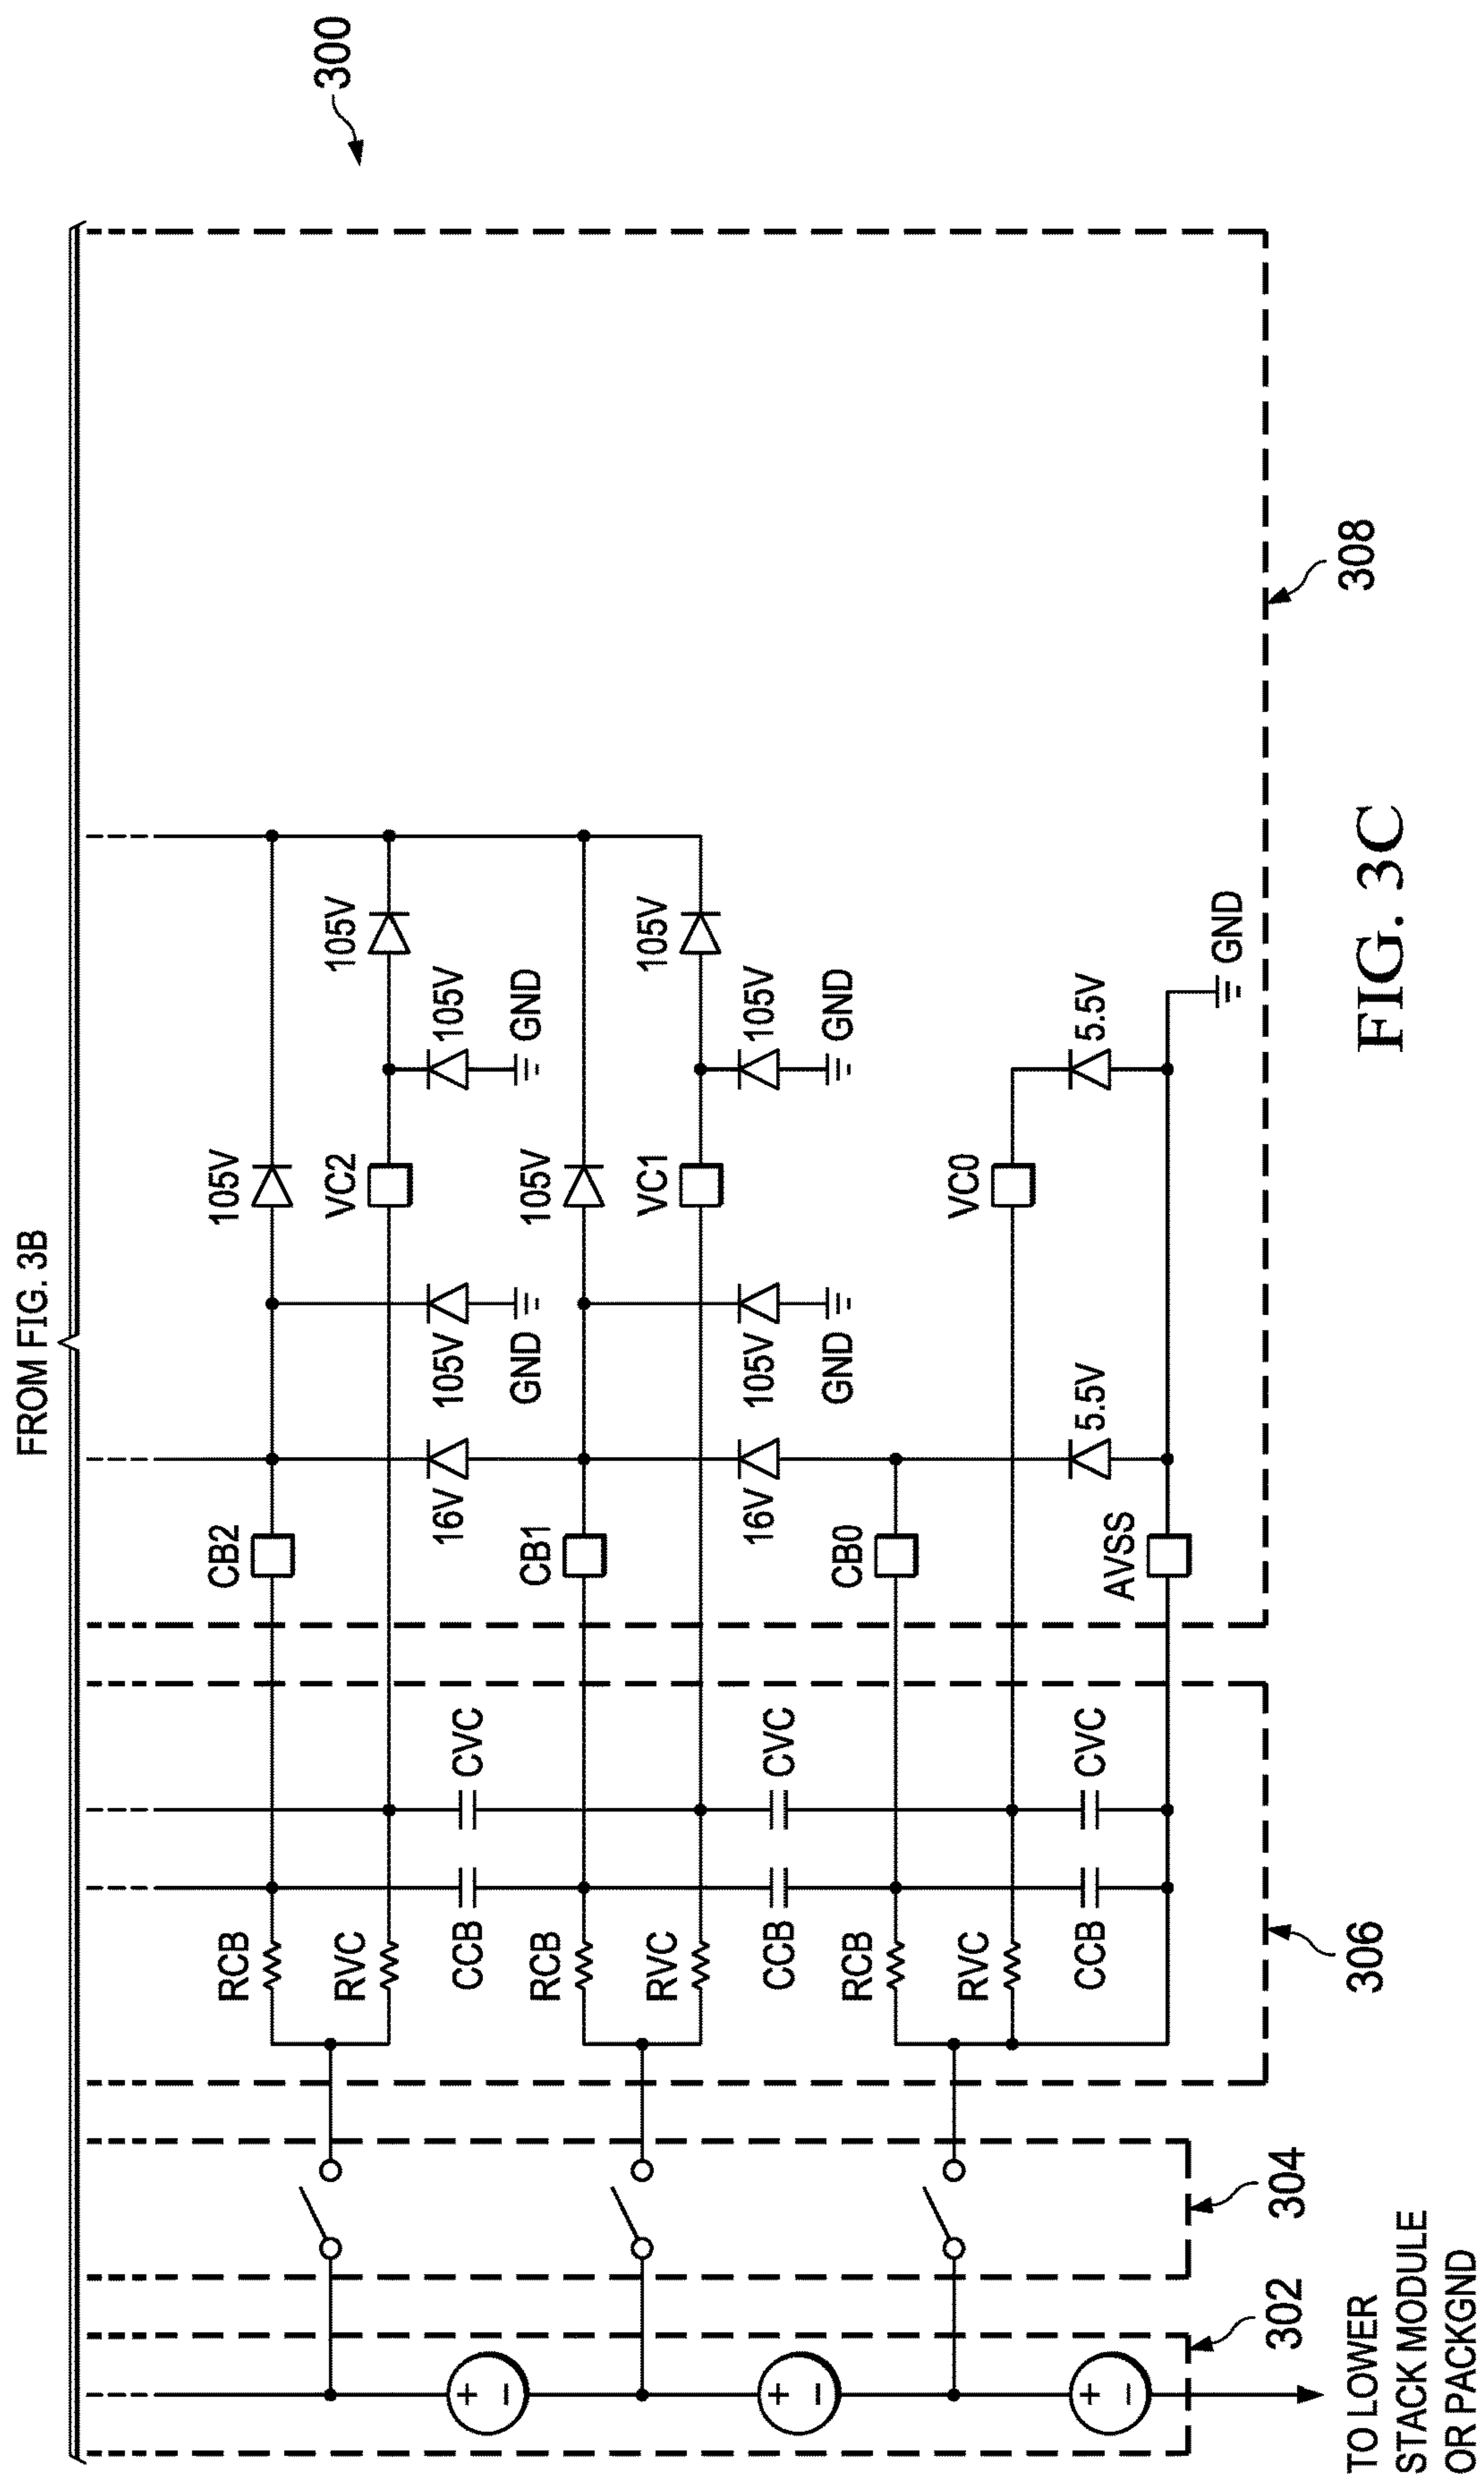 FROM FIG. 3B
300
105V
105V
105V
GND
CB2
16V
105V
GND
VC2
105V
105V
105V
GND
CB1
16V
105V
GND
VC1
CB0
VC0
5.5V
5.5V
AVSS
GND
RCB
RVC
CCB
CVC
RCB
RVC
CCB
CVC
RCB
RVC
CCB
CVC
302
304
306
308
TO LOWER
STACK MODULE
OR PACKGND
FIG. 3C